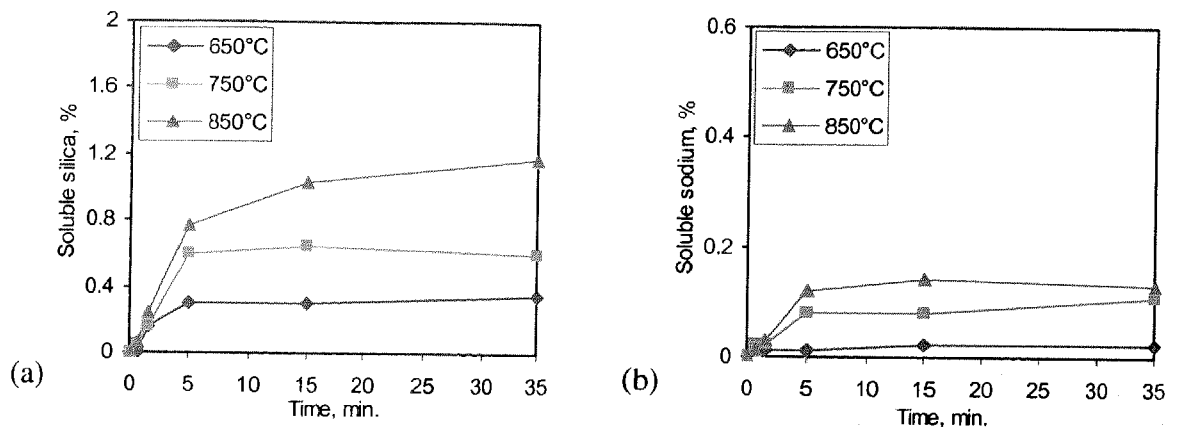 2
1.6
1.2
0.8
0.4
0
650°C
750°C
850°C
Soluble silica, %
0 5 10 15 20 25 30 35
Time, min.
(a)
0.6
0.4
0.2
0
650°C
750°C
850°C
Soluble sodium, %
0 5 10 15 20 25 30 35
Time, min.
(b)